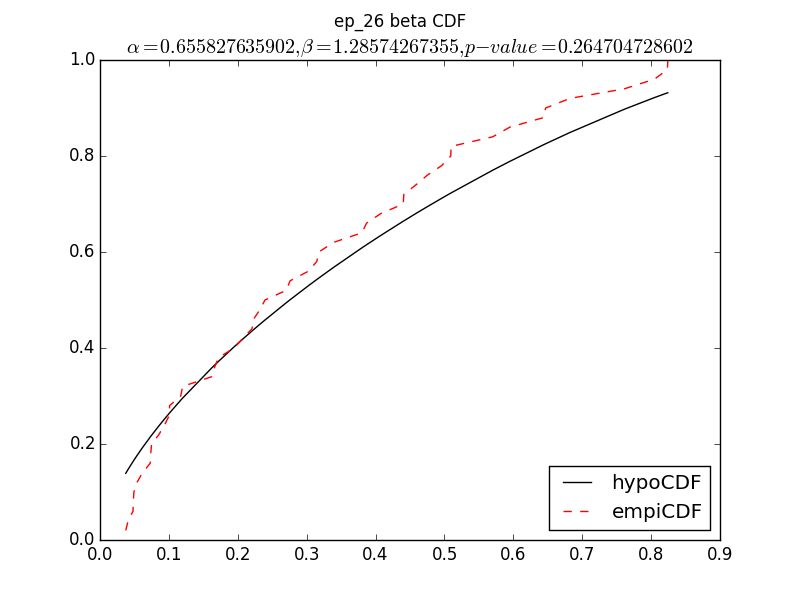 ep_26 beta CDF
α=0.655827635902,β=1.28574267355,p−value=0.264704728602
1.0
0.8
0.6
0.4
0.2
0.0
0.0 0.1 0.2 0.3 0.4 0.5 0.6 0.7 0.8 0.9
hypoCDF
empiCDF